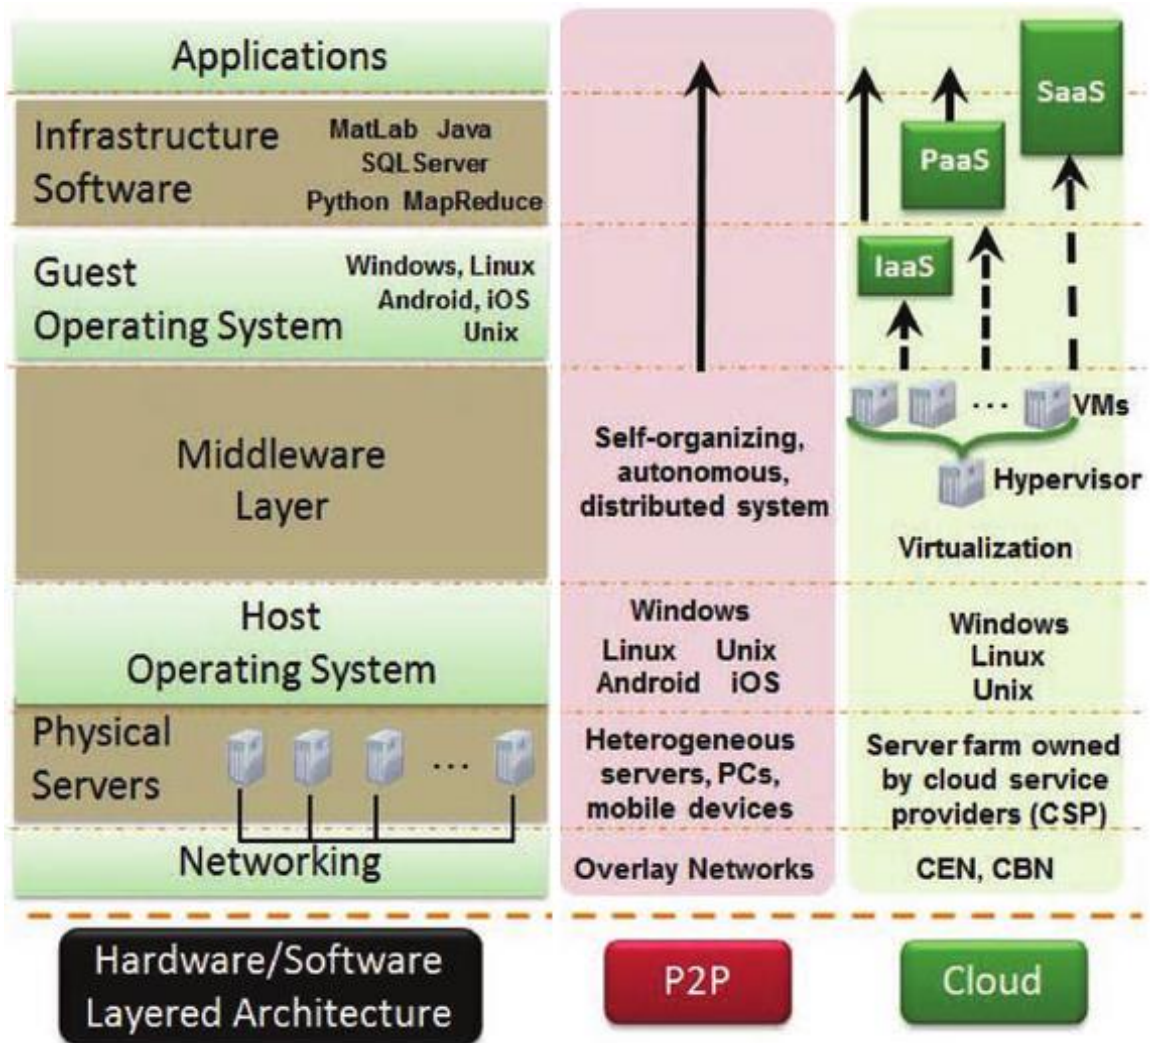 Applications
Infrastructure
Software
MatLab Java
SQL Server
Python MapReduce
Guest
Operating System
Windows, Linux
Android, iOS
Unix
Middleware
Layer
Host
Operating System
Physical
Servers
...
Networking
Hardware/Software
Layered Architecture
Self-organizing,
autonomous,
distributed system
Windows
Linux Unix
Android iOS
Heterogeneous
servers, PCs,
mobile devices
Overlay Networks
P2P
SaaS
PaaS
IaaS
... VMs
Hypervisor
Virtualization
Windows
Linux
Unix
Server farm owned
by cloud service
providers (CSP)
CEN, CBN
Cloud